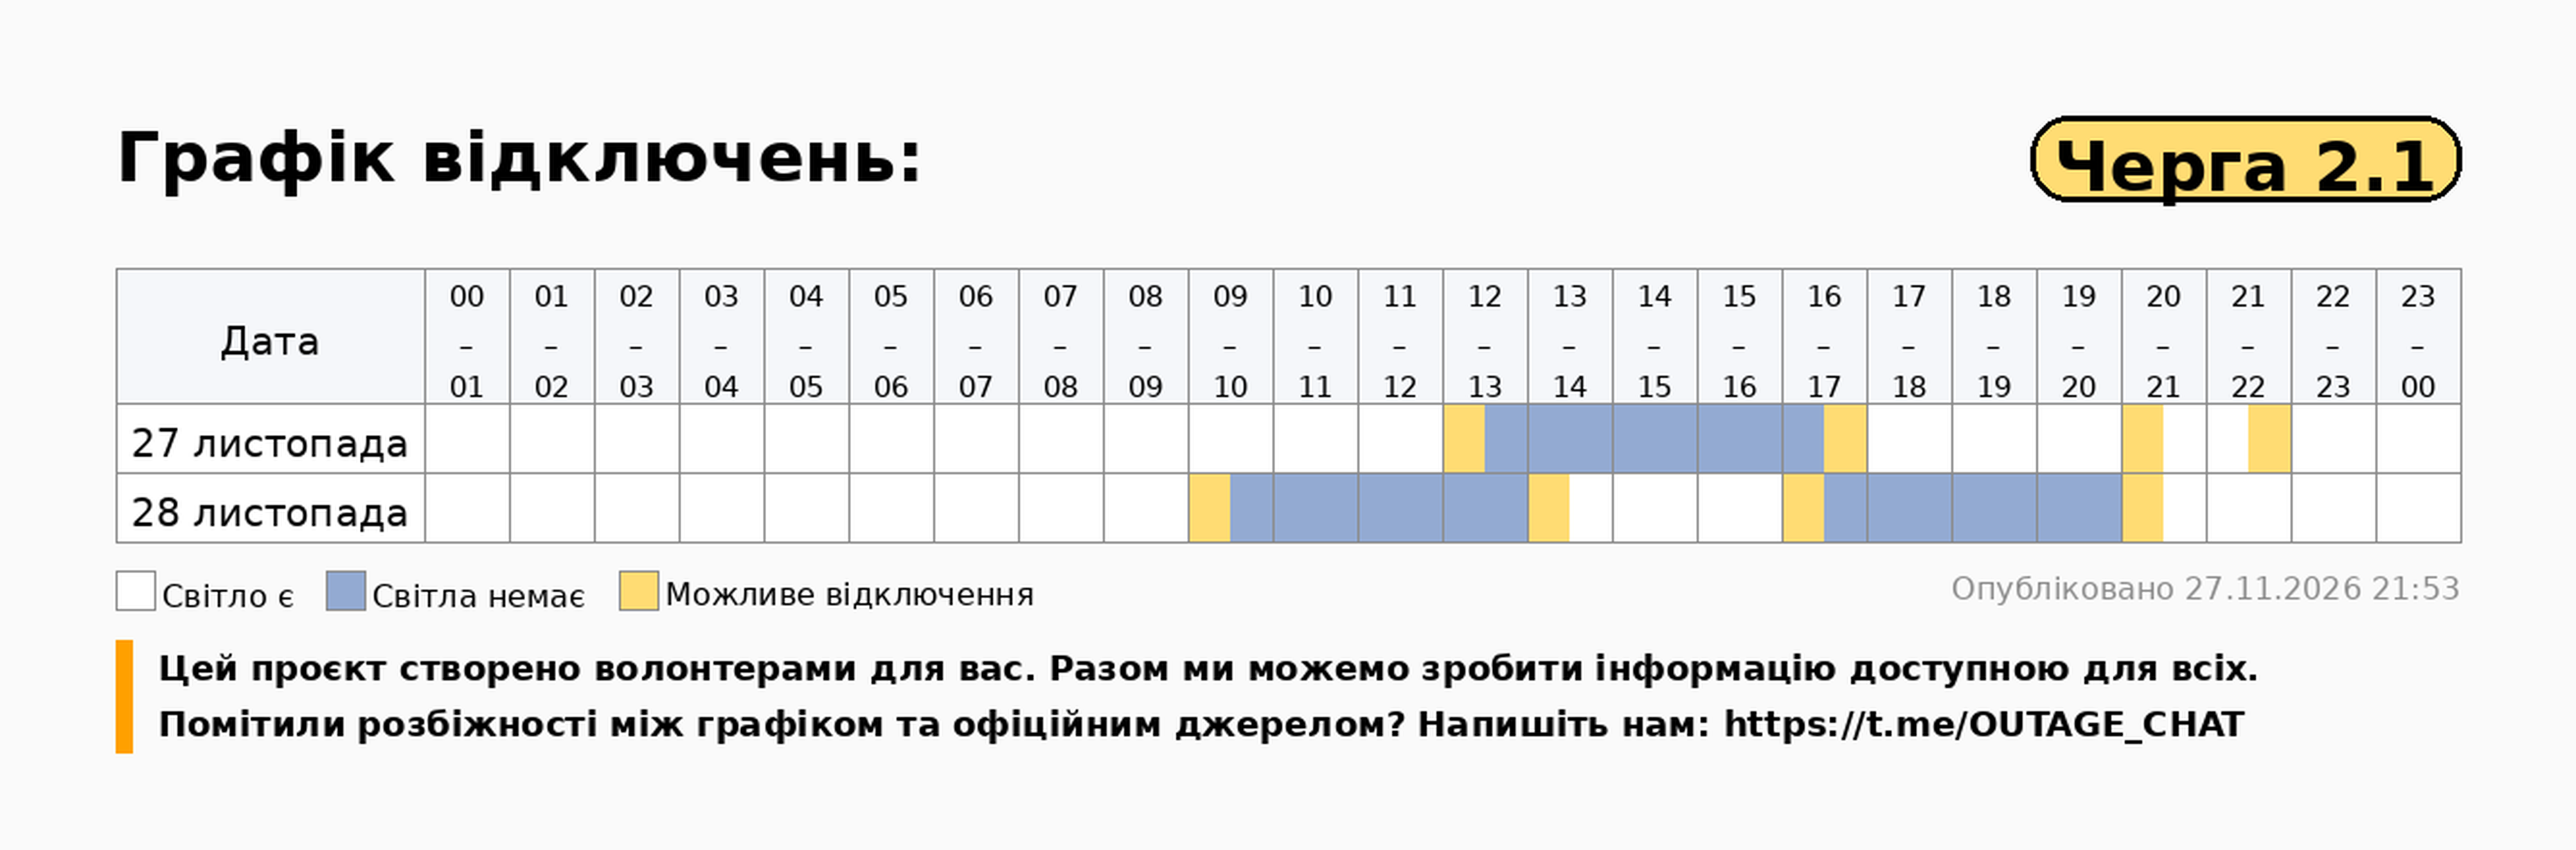 Графік відключень:
Черга 2.1
Дата
00 – 01
01 – 02
02 – 03
03 – 04
04 – 05
05 – 06
06 – 07
07 – 08
08 – 09
09 – 10
10 – 11
11 – 12
12 – 13
13 – 14
14 – 15
15 – 16
16 – 17
17 – 18
18 – 19
19 – 20
20 – 21
21 – 22
22 – 23
23 – 00
27 листопада
28 листопада
Світло є
Світла немає
Можливе відключення
Опубліковано 27.11.2026 21:53
Цей проєкт створено волонтерами для вас. Разом ми можемо зробити інформацію доступною для всіх.
Помітили розбіжності між графіком та офіційним джерелом? Напишіть нам: https://t.me/OUTAGE_CHAT